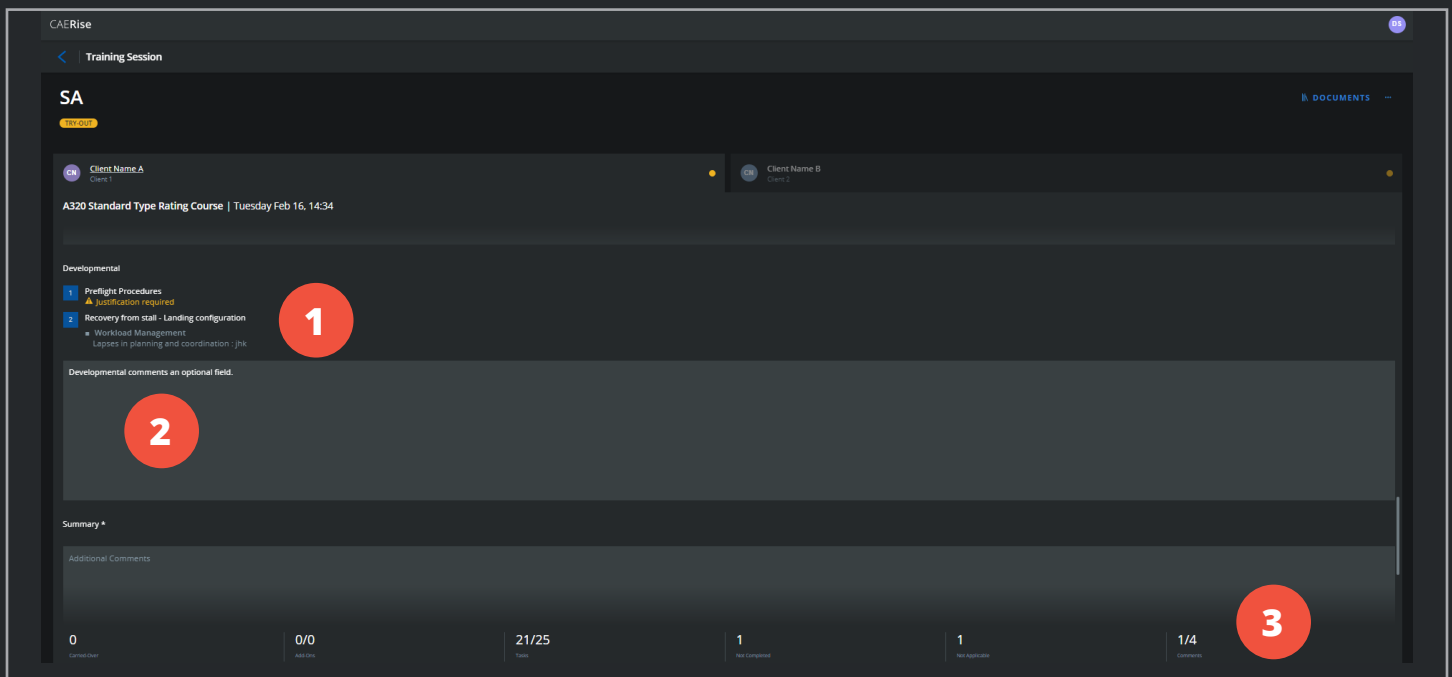 CAERise
DS
Training Session
SA
DOCUMENTS ...
TRY-OUT
CN Client Name A
Client 1
CN Client Name B
Client 2
A320 Standard Type Rating Course | Tuesday Feb 16, 14:34
Developmental
1 Preflight Procedures
Justification required
2 Recovery from stall - Landing configuration
Workload Management
Lapses in planning and coordination : jhk
1
Developmental comments an optional field.
2
Summary *
Additional Comments
3
0
Carried Over
0/0
Add-Ons
21/25
Tasks
1
Not Completed
1
Not Applicable
1/4
Comments